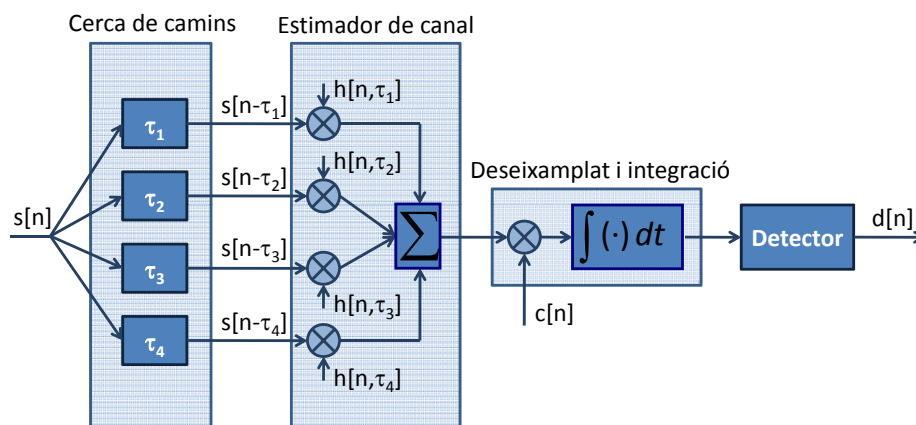 Cerca de camins
Estimador de canal
s[n]
τ1
τ2
τ3
τ4
s[n-τ1]
s[n-τ2]
s[n-τ3]
s[n-τ4]
h[n,τ1]
h[n,τ2]
h[n,τ3]
h[n,τ4]
∑
Deseixamplat i integració
∫(·) dt
c[n]
Detector
d[n]